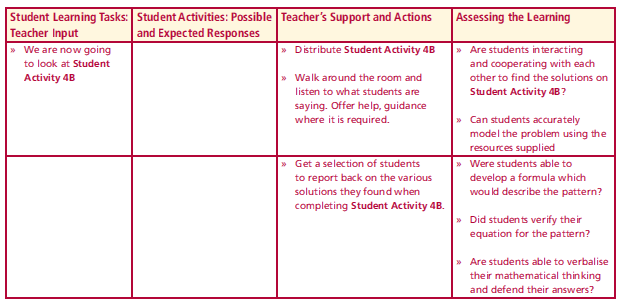 Student Learning Tasks:
Teacher Input
Student Activities: Possible
and Expected Responses
Teacher's Support and Actions
Assessing the Learning
» We are now going
to look at Student
Activity 4B
» Distribute Student Activity 4B
» Walk around the room and
listen to what students are
saying. Offer help, guidance
where it is required.
» Are students interacting
and cooperating with each
other to find the solutions on
Student Activity 4B?
» Can students accurately
model the problem using the
resources supplied
» Get a selection of students
to report back on the various
solutions they found when
completing Student Activity 4B.
» Were students able to
develop a formula which
would describe the pattern?
» Did students verify their
equation for the pattern?
» Are students able to verbalise
their mathematical thinking
and defend their answers?